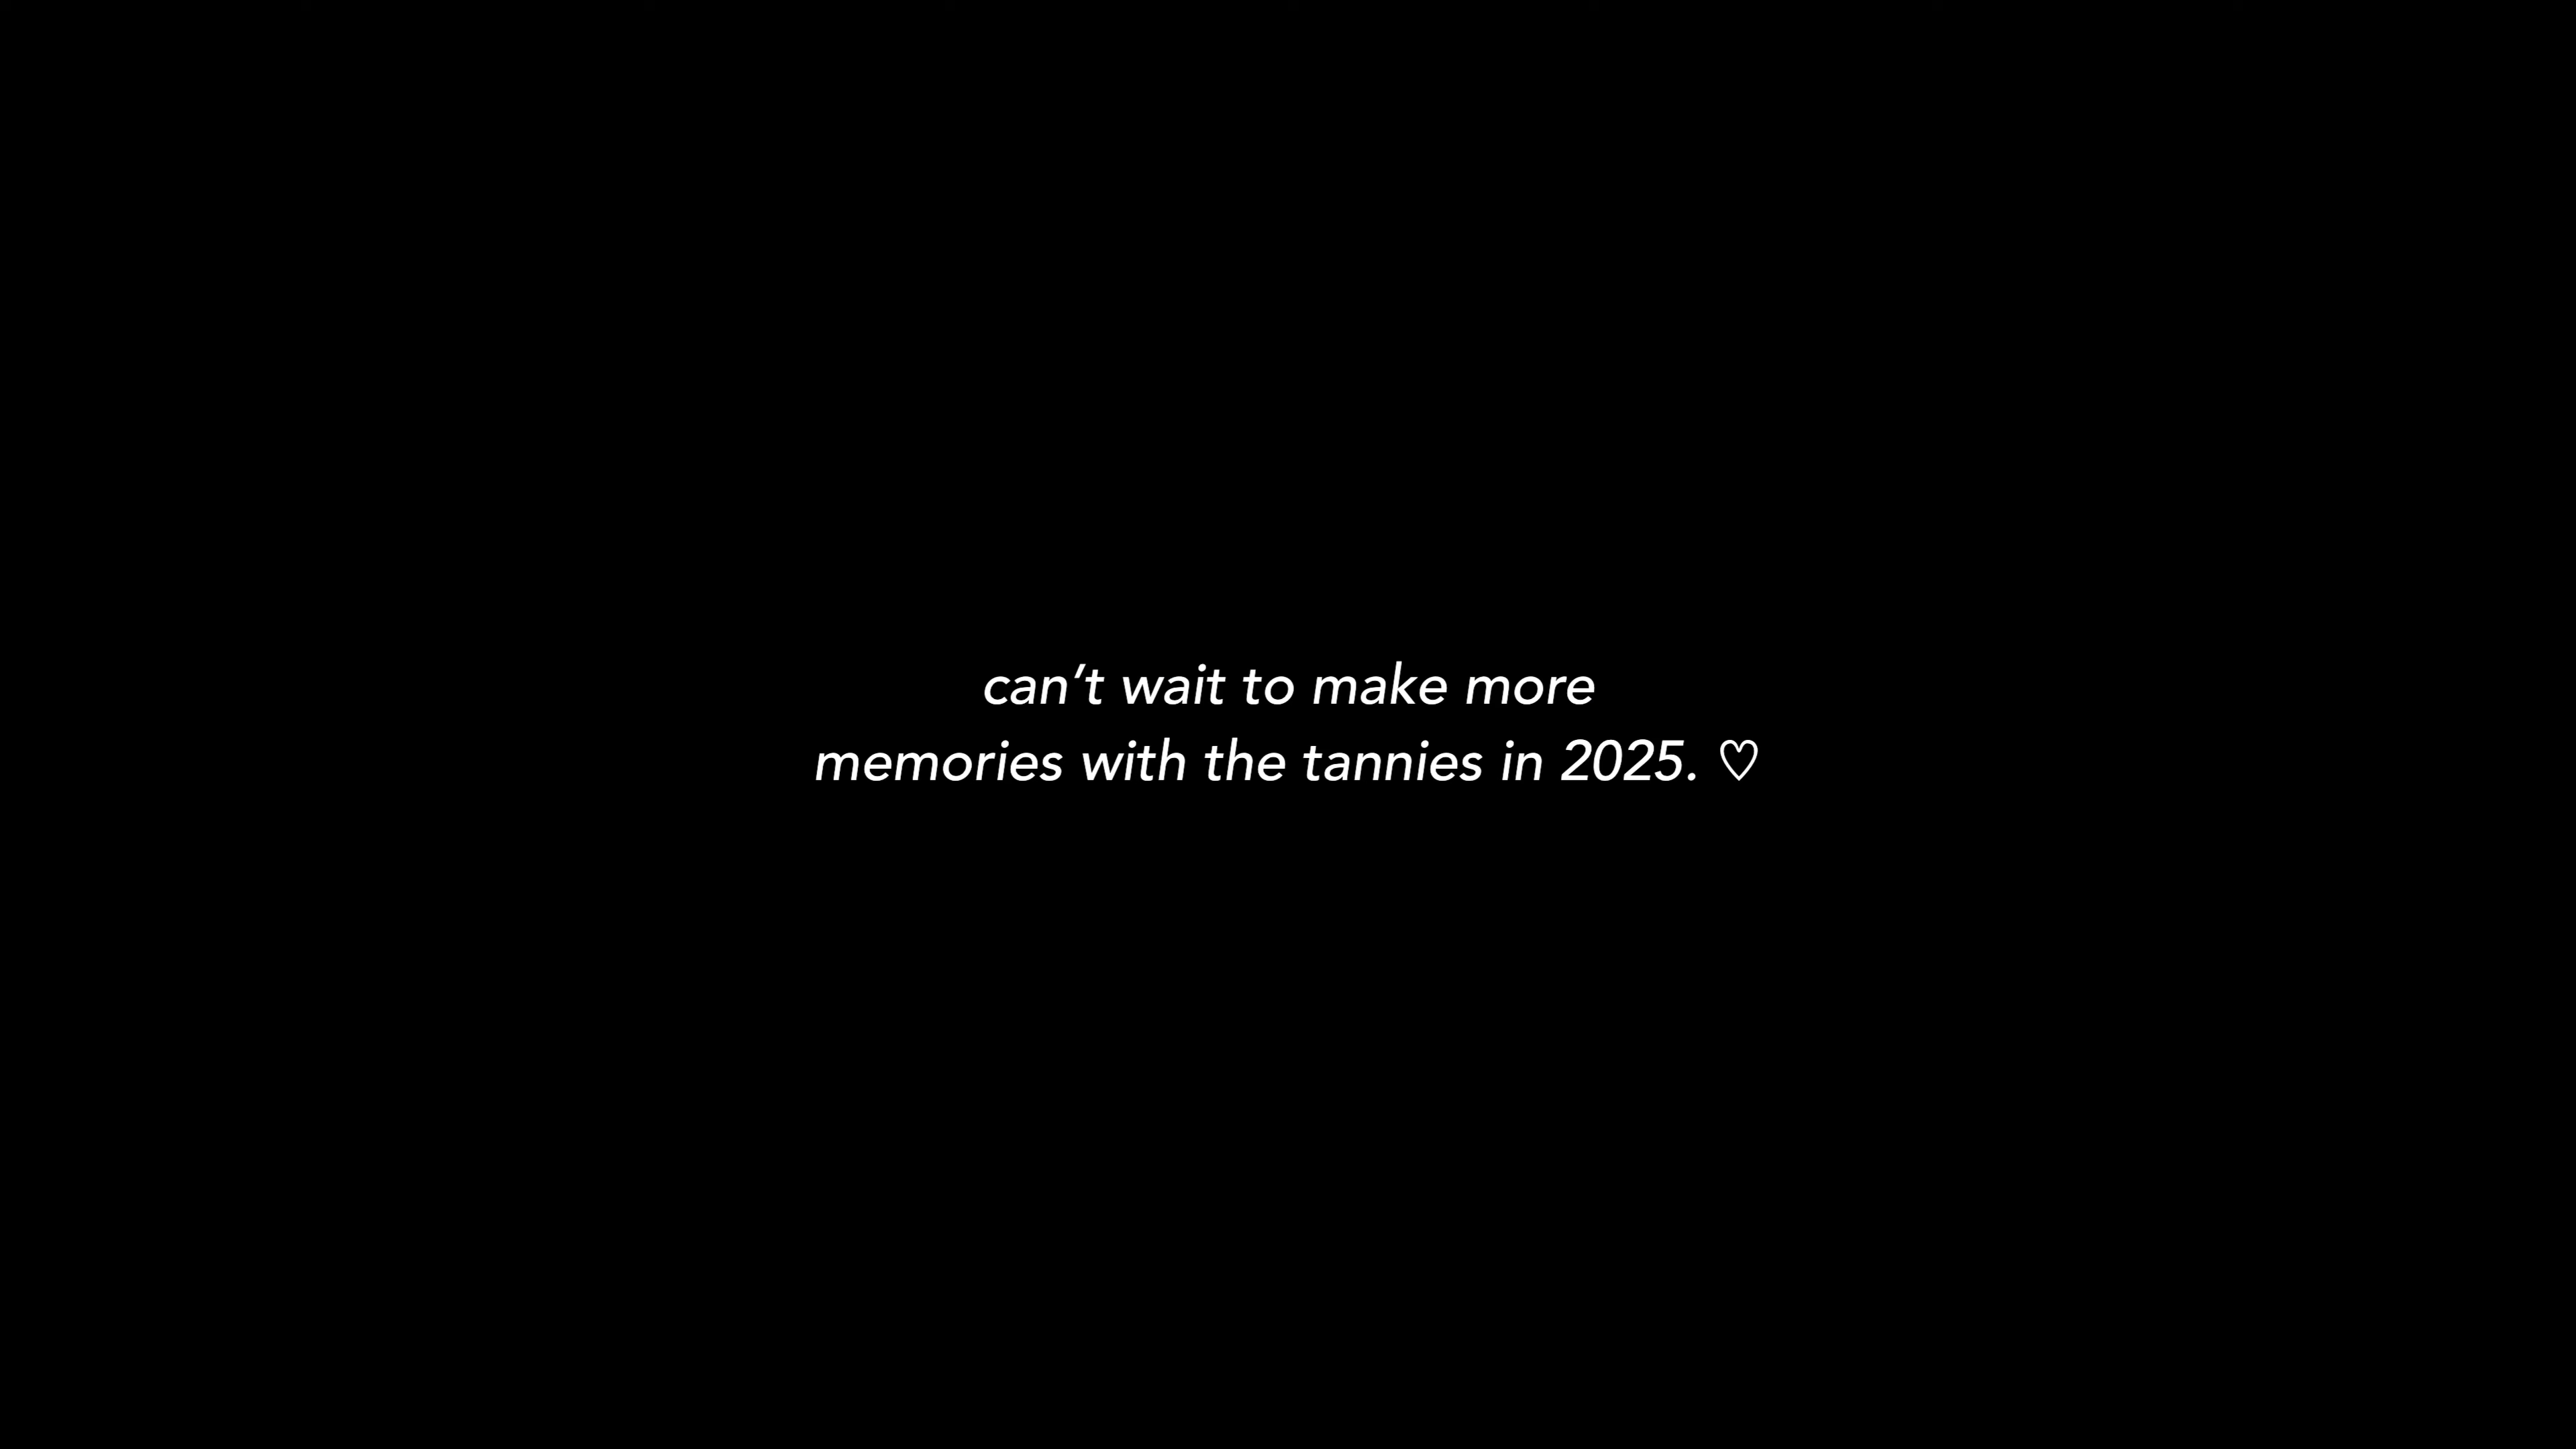 can’t wait to make more
memories with the tannies in 2025. ♡